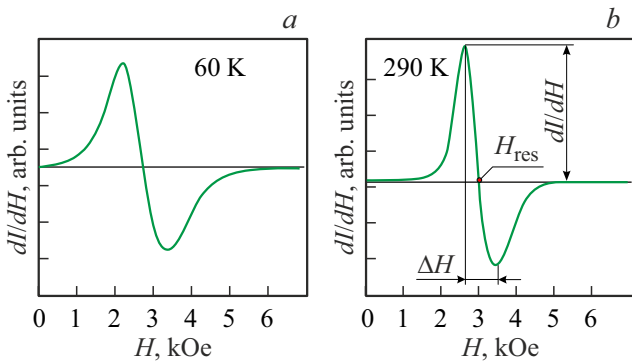 a
60 K
dI/dH, arb. units
0 1 2 3 4 5 6
H, kOe
b
290 K
dI/dH, arb. units
dI/dH
H_res
ΔH
0 1 2 3 4 5 6
H, kOe